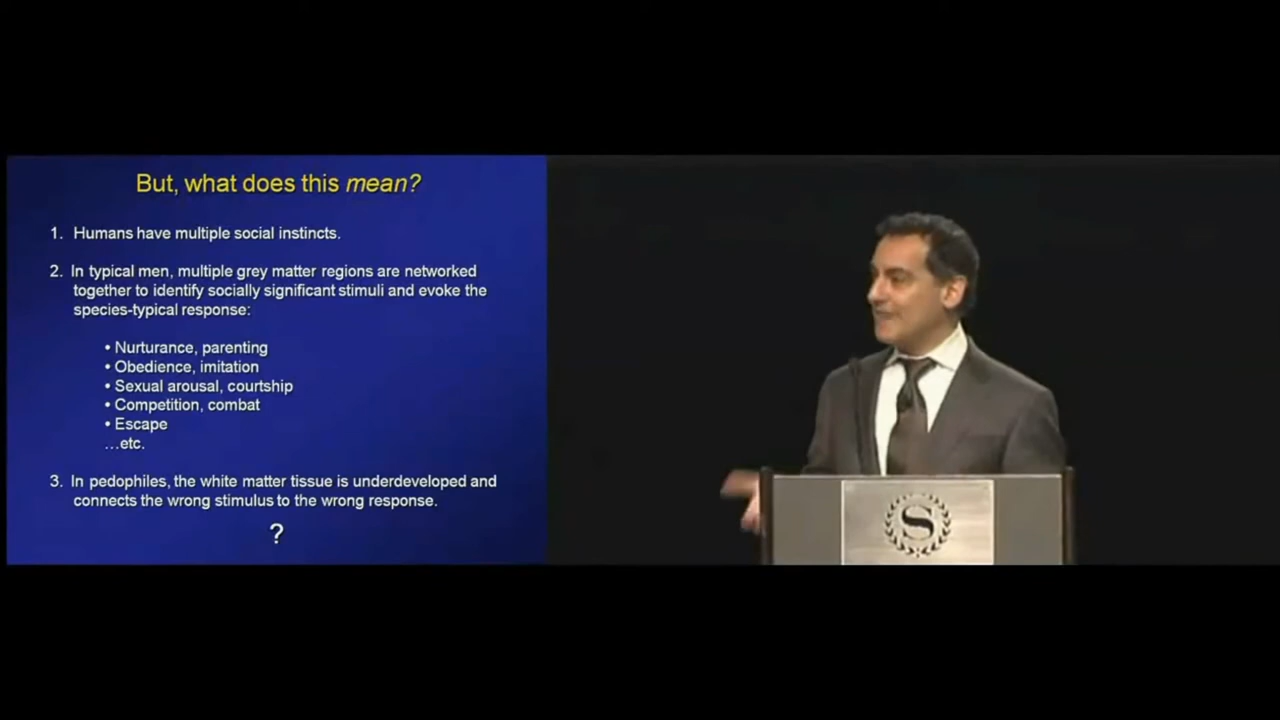 But, what does this mean?
1. Humans have multiple social instincts.
2. In typical men, multiple grey matter regions are networked
together to identify socially significant stimuli and evoke the
species-typical response:
• Nurturance, parenting
• Obedience, imitation
• Sexual arousal, courtship
• Competition, combat
• Escape
…etc.
3. In pedophiles, the white matter tissue is underdeveloped and
connects the wrong stimulus to the wrong response.
?
S